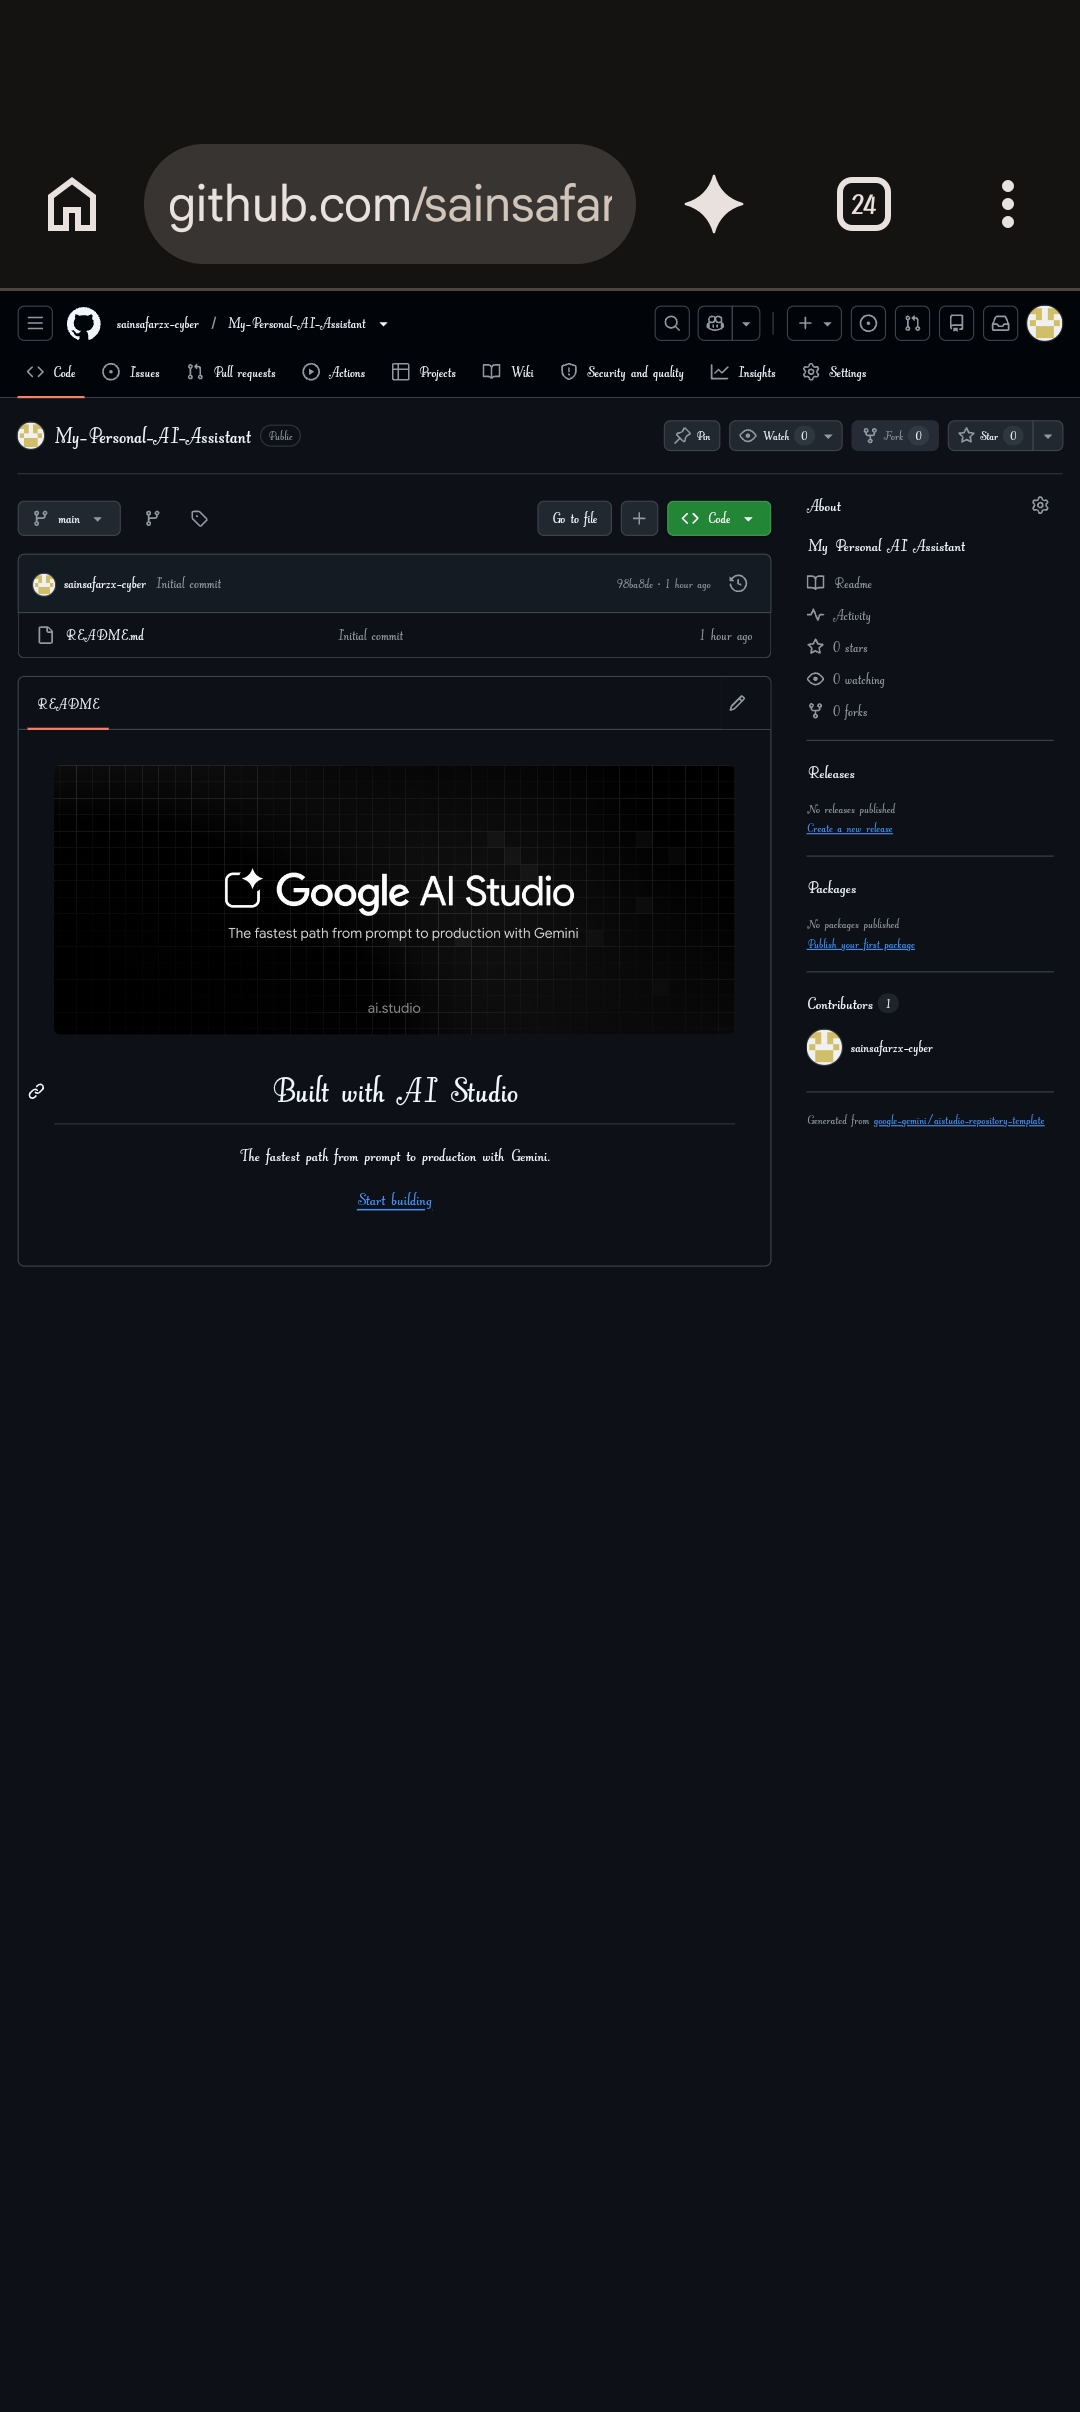 github.com/sainsafar
24
sainsafarzx-cyber / My-Personal-AI-Assistant
Code Issues Pull requests Actions Projects Wiki Security and quality Insights Settings
My-Personal-AI-Assistant Public
Pin Watch 0 Fork 0 Star 0
main Go to file Code
sainsafarzx-cyber Initial commit 98ba8de · 1 hour ago
README.md Initial commit 1 hour ago
README
Google AI Studio
The fastest path from prompt to production with Gemini
ai.studio
Built with AI Studio
The fastest path from prompt to production with Gemini.
Start building
About
My Personal AI Assistant
Readme
Activity
0 stars
0 watching
0 forks
Releases
No releases published
Create a new release
Packages
No packages published
Publish your first package
Contributors 1
sainsafarzx-cyber
Generated from google-gemini/aistudio-repository-template